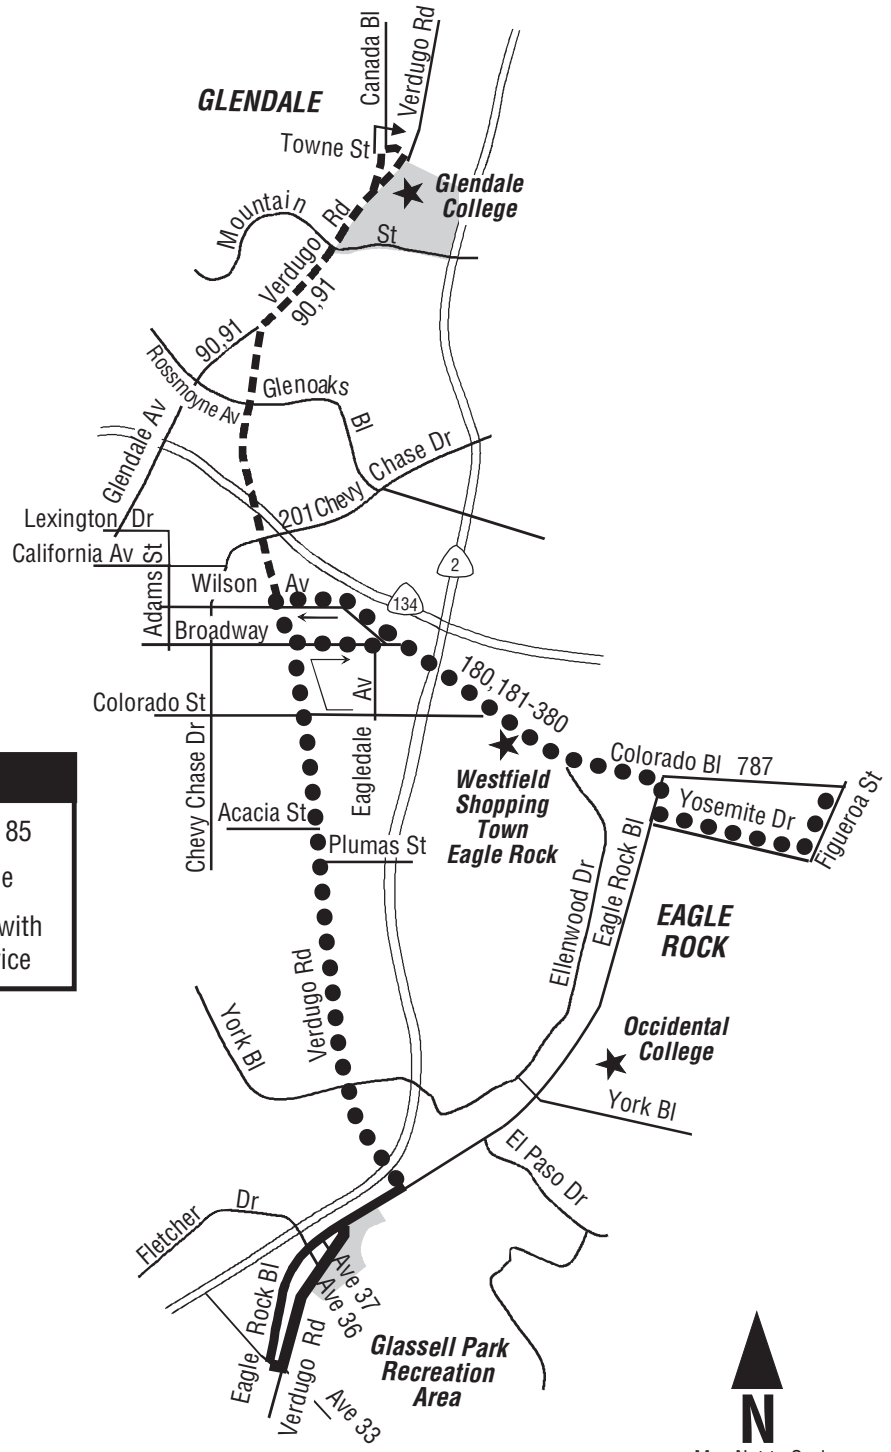 Canada Bl
Verdugo Rd
GLENDALE
Towne St
Glendale
College
Mountain
St
Verdugo Rd
90,91
90,91
Rossmoyne Av
Glenoaks
Bl
Glendale Av
201 Chevy Chase Dr
Lexington Dr
California Av
Adams St
2
134
Wilson Av
Broadway
180,181-380
Colorado St
Eagledale Av
Chevy Chase Dr
Colorado Bl 787
Westfield
Shopping
Town
Eagle Rock
Yosemite Dr
Figueroa St
85
e
with
rice
Acacia St
Plumas St
Ellenwood Dr
Eagle Rock Bl
EAGLE
ROCK
Verdugo Rd
York Bl
Occidental
College
York Bl
El Paso Dr
Fletcher Dr
Ave 37
Ave 36
Eagle Rock Bl
Verdugo Rd
Ave 33
Glassell Park
Recreation
Area
N